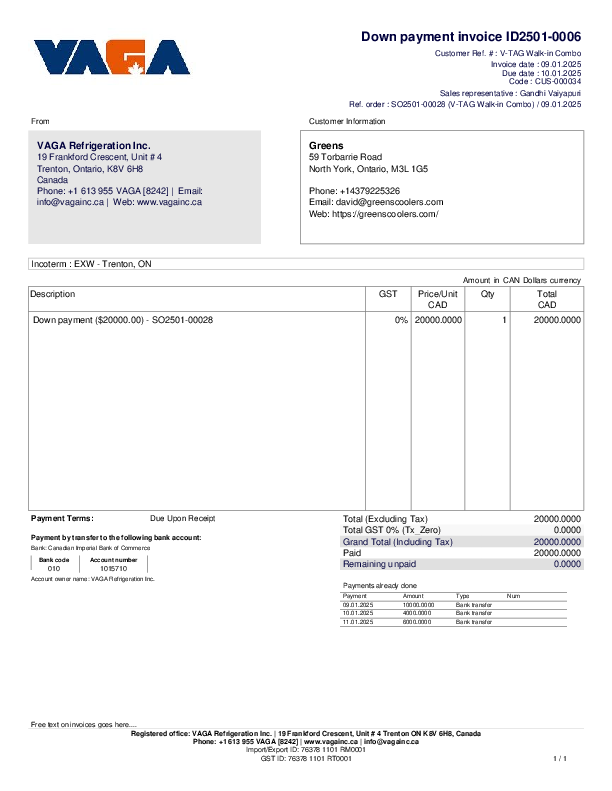 VAGA
Down payment invoice ID2501-0006
Customer Ref. # : V-TAG Walk-in Combo
Invoice date : 09.01.2025
Due date : 10.01.2025
Code : CUS-000034
Sales representative : Gandhi Vaiyapuri
Ref. order : SO2501-00028 (V-TAG Walk-in Combo) / 09.01.2025
From
VAGA Refrigeration Inc.
19 Frankford Crescent, Unit # 4
Trenton, Ontario, K8V 6H8
Canada
Phone: +1 613 955 VAGA [8242] | Email:
info@vagainc.ca | Web: www.vagainc.ca
Customer Information
Greens
59 Torbarrie Road
North York, Ontario, M3L 1G5
Phone: +14379225326
Email: david@greenscoolers.com
Web: https://greenscoolers.com/
Incoterm : EXW - Trenton, ON
Amount in CAN Dollars currency
Description GST Price/Unit CAD Qty Total CAD
Down payment ($20000.00) - SO2501-00028 0% 20000.0000 1 20000.0000
Payment Terms: Due Upon Receipt
Payment by transfer to the following bank account:
Bank: Canadian Imperial Bank of Commerce
Bank code Account number
010 1015710
Account owner name: VAGA Refrigeration Inc.
Total (Excluding Tax) 20000.0000
Total GST 0% (Tx_Zero) 0.0000
Grand Total (Including Tax) 20000.0000
Paid 20000.0000
Remaining unpaid 0.0000
Payments already done
Payment Amount Type Num
09.01.2025 10000.0000 Bank transfer
10.01.2025 4000.0000 Bank transfer
11.01.2025 6000.0000 Bank transfer
Free text on invoices goes here....
Registered office: VAGA Refrigeration Inc. | 19 Frankford Crescent, Unit # 4 Trenton ON K8V 6H8, Canada
Phone: +1 613 955 VAGA [8242] | www.vagainc.ca | info@vagainc.ca
Import/Export ID: 76378 1101 RM0001
GST ID: 76378 1101 RT0001
1 / 1